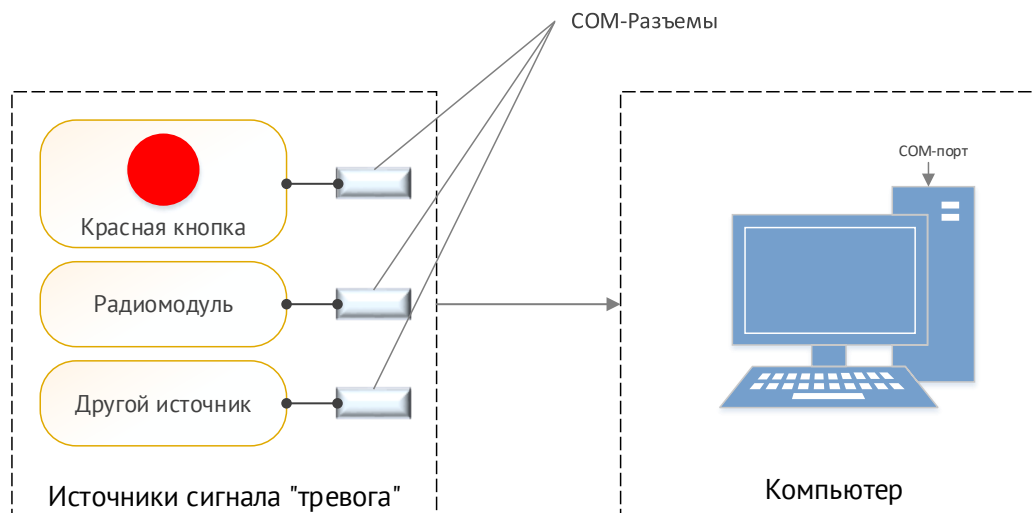 COM-Разъемы
COM-порт
Красная кнопка
Радиомодуль
Другой источник
Источники сигнала "тревога"
Компьютер